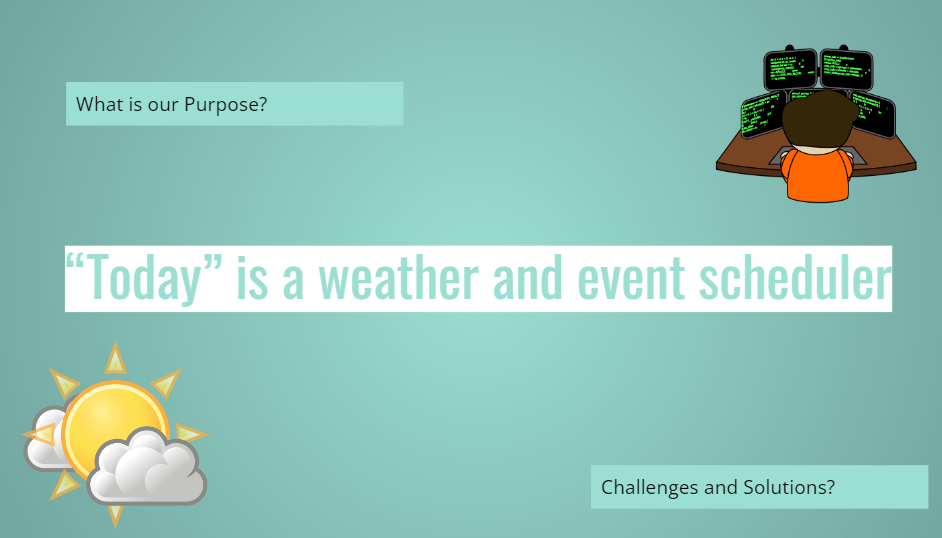 What is our Purpose?
“Today” is a weather and event scheduler
Challenges and Solutions?